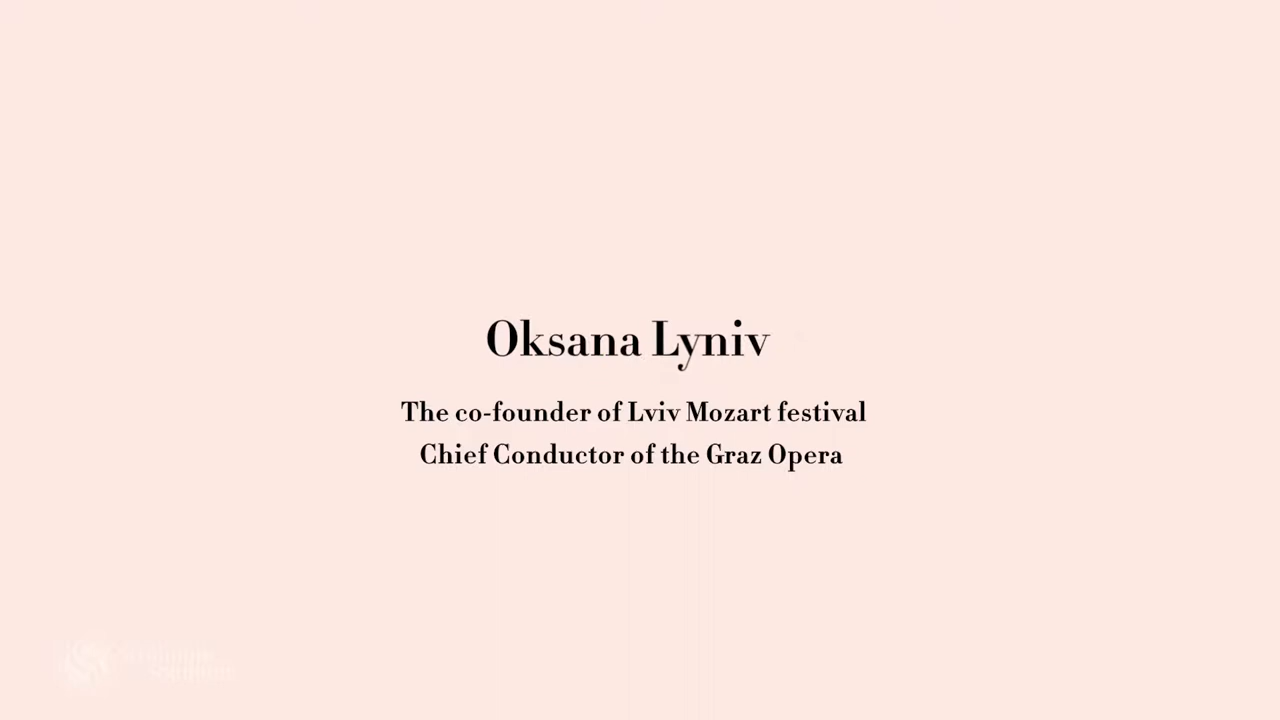 Oksana Lyniv
The co-founder of Lviv Mozart festival
Chief Conductor of the Graz Opera